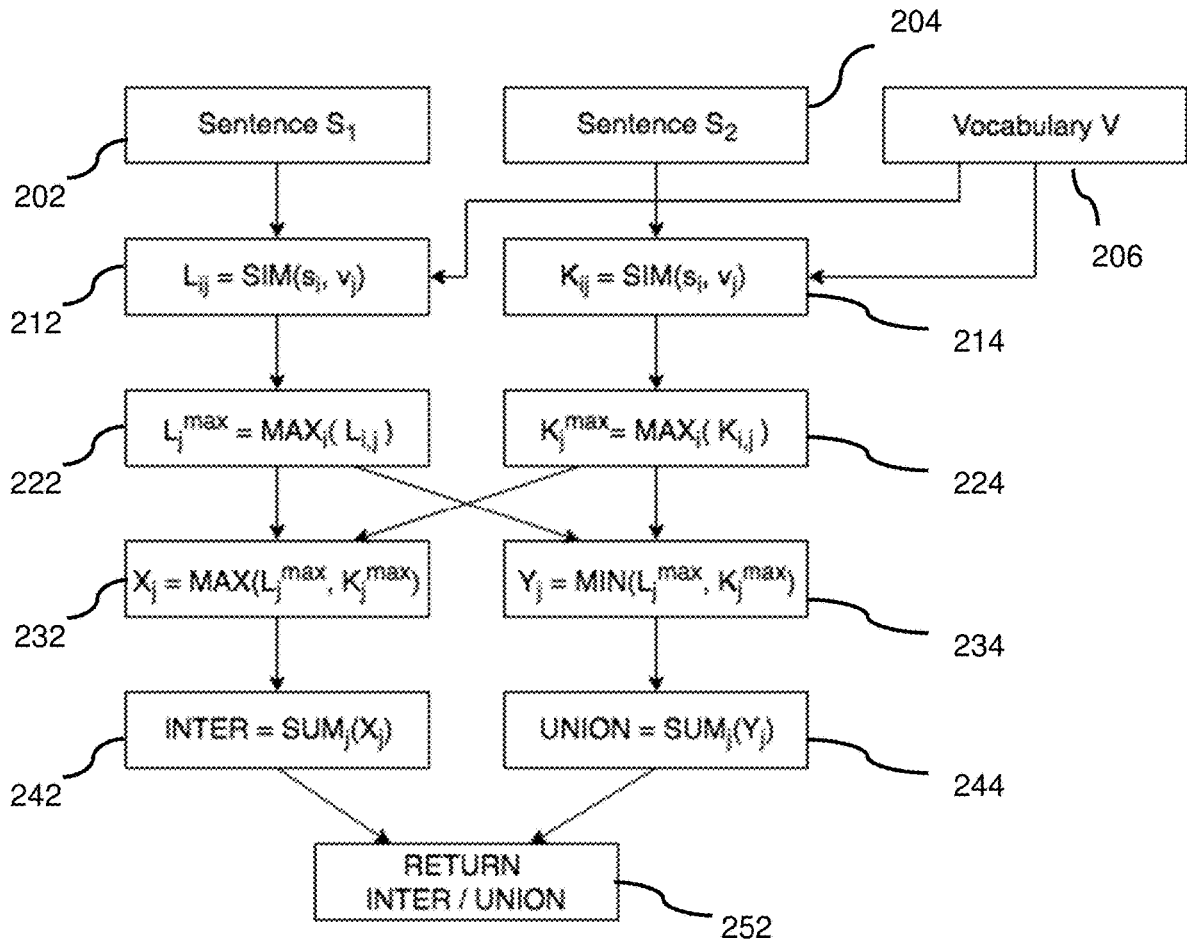 204
Sentence S₁
Sentence S₂
Vocabulary V
202
206
Lᵢⱼ = SIM(sᵢ, vⱼ)
Kᵢⱼ = SIM(sᵢ, vⱼ)
212
214
Lⱼᵐᵃˣ = MAXᵢ( Lᵢ,ⱼ)
Kⱼᵐᵃˣ= MAXᵢ( Kᵢ,ⱼ)
222
224
Xⱼ = MAX(Lⱼᵐᵃˣ, Kⱼᵐᵃˣ)
Yⱼ = MIN(Lⱼᵐᵃˣ, Kⱼᵐᵃˣ)
232
234
INTER = SUMⱼ(Xⱼ)
UNION = SUMⱼ(Yⱼ)
242
244
RETURN
INTER / UNION
252